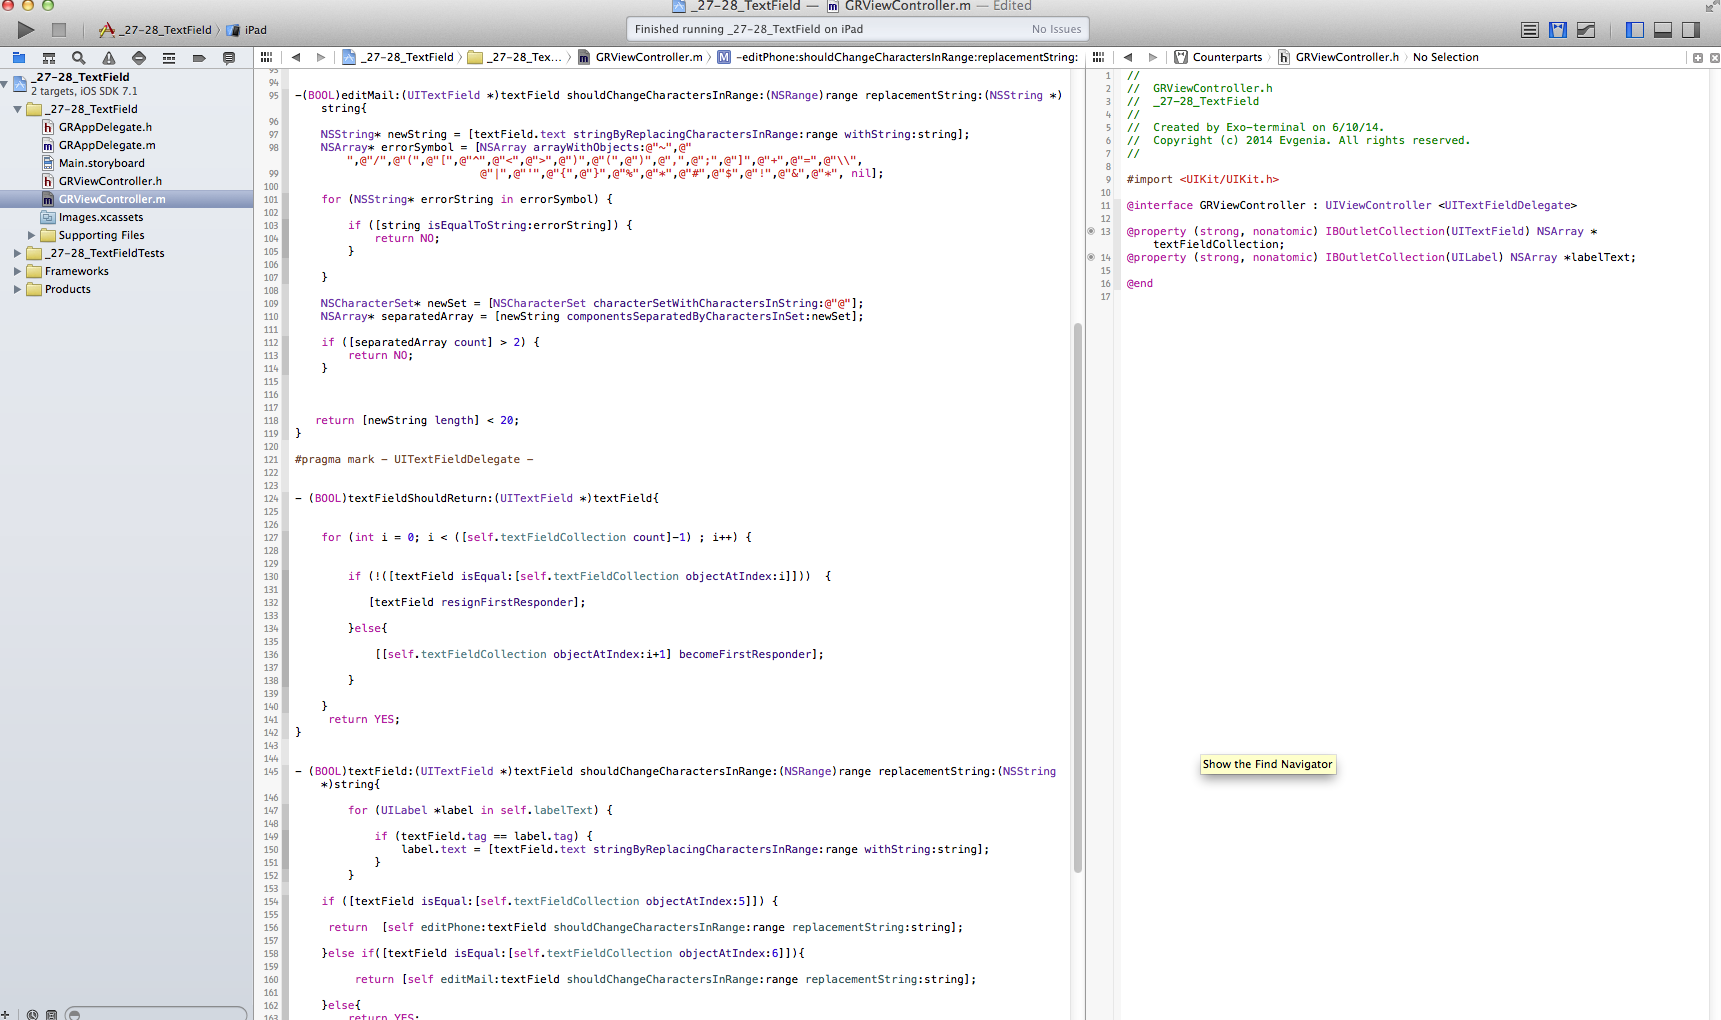 _27-28_TextField — GRViewController.m — Edited
_27-28_TextField iPad
Finished running _27-28_TextField on iPad No Issues
_27-28_TextField _27-28_Tex... GRViewController.m -editPhone:shouldChangeCharactersInRange:replacementString:
Counterparts GRViewController.h No Selection
_27-28_TextField
2 targets, iOS SDK 7.1
_27-28_TextField
GRAppDelegate.h
GRAppDelegate.m
Main.storyboard
GRViewController.h
GRViewController.m
Images.xcassets
Supporting Files
_27-28_TextFieldTests
Frameworks
Products
93
94
95 -(BOOL)editMail:(UITextField *)textField shouldChangeCharactersInRange:(NSRange)range replacementString:(NSString *)
string{
96
97 NSString* newString = [textField.text stringByReplacingCharactersInRange:range withString:string];
98 NSArray* errorSymbol = [NSArray arrayWithObjects:@"~",@"
",@"/",@"(",@"[",@"^",@"<",@">",@")",@"(",@")",@",",@";",@"]",@"+",@"=",@"\\",
99 @"|",@"'",@"{",@"}",@"%",@"*",@"#",@"$",@"!",@"&",@"*", nil];
100
101 for (NSString* errorString in errorSymbol) {
102
103 if ([string isEqualToString:errorString]) {
104 return NO;
105 }
106
107 }
108
109 NSCharacterSet* newSet = [NSCharacterSet characterSetWithCharactersInString:@"@"];
110 NSArray* separatedArray = [newString componentsSeparatedByCharactersInSet:newSet];
111
112 if ([separatedArray count] > 2) {
113 return NO;
114 }
115
116
117
118 return [newString length] < 20;
119 }
120
121 #pragma mark - UITextFieldDelegate -
122
123
124 - (BOOL)textFieldShouldReturn:(UITextField *)textField{
125
126
127 for (int i = 0; i < ([self.textFieldCollection count]-1) ; i++) {
128
129
130 if (!([textField isEqual:[self.textFieldCollection objectAtIndex:i]])) {
131
132 [textField resignFirstResponder];
133
134 }else{
135
136 [[self.textFieldCollection objectAtIndex:i+1] becomeFirstResponder];
137
138 }
139
140 }
141 return YES;
142 }
143
144
145 - (BOOL)textField:(UITextField *)textField shouldChangeCharactersInRange:(NSRange)range replacementString:(NSString
*)string{
146
147 for (UILabel *label in self.labelText) {
148
149 if (textField.tag == label.tag) {
150 label.text = [textField.text stringByReplacingCharactersInRange:range withString:string];
151 }
152 }
153
154 if ([textField isEqual:[self.textFieldCollection objectAtIndex:5]]) {
155
156 return [self editPhone:textField shouldChangeCharactersInRange:range replacementString:string];
157
158 }else if([textField isEqual:[self.textFieldCollection objectAtIndex:6]]){
159
160 return [self editMail:textField shouldChangeCharactersInRange:range replacementString:string];
161
162 }else{
163 return YES;
1 //
2 // GRViewController.h
3 // _27-28_TextField
4 //
5 // Created by Exo-terminal on 6/10/14.
6 // Copyright (c) 2014 Evgenia. All rights reserved.
7 //
8
9 #import <UIKit/UIKit.h>
10
11 @interface GRViewController : UIViewController <UITextFieldDelegate>
12
13 @property (strong, nonatomic) IBOutletCollection(UITextField) NSArray *
textFieldCollection;
14 @property (strong, nonatomic) IBOutletCollection(UILabel) NSArray *labelText;
15
16 @end
17
Show the Find Navigator